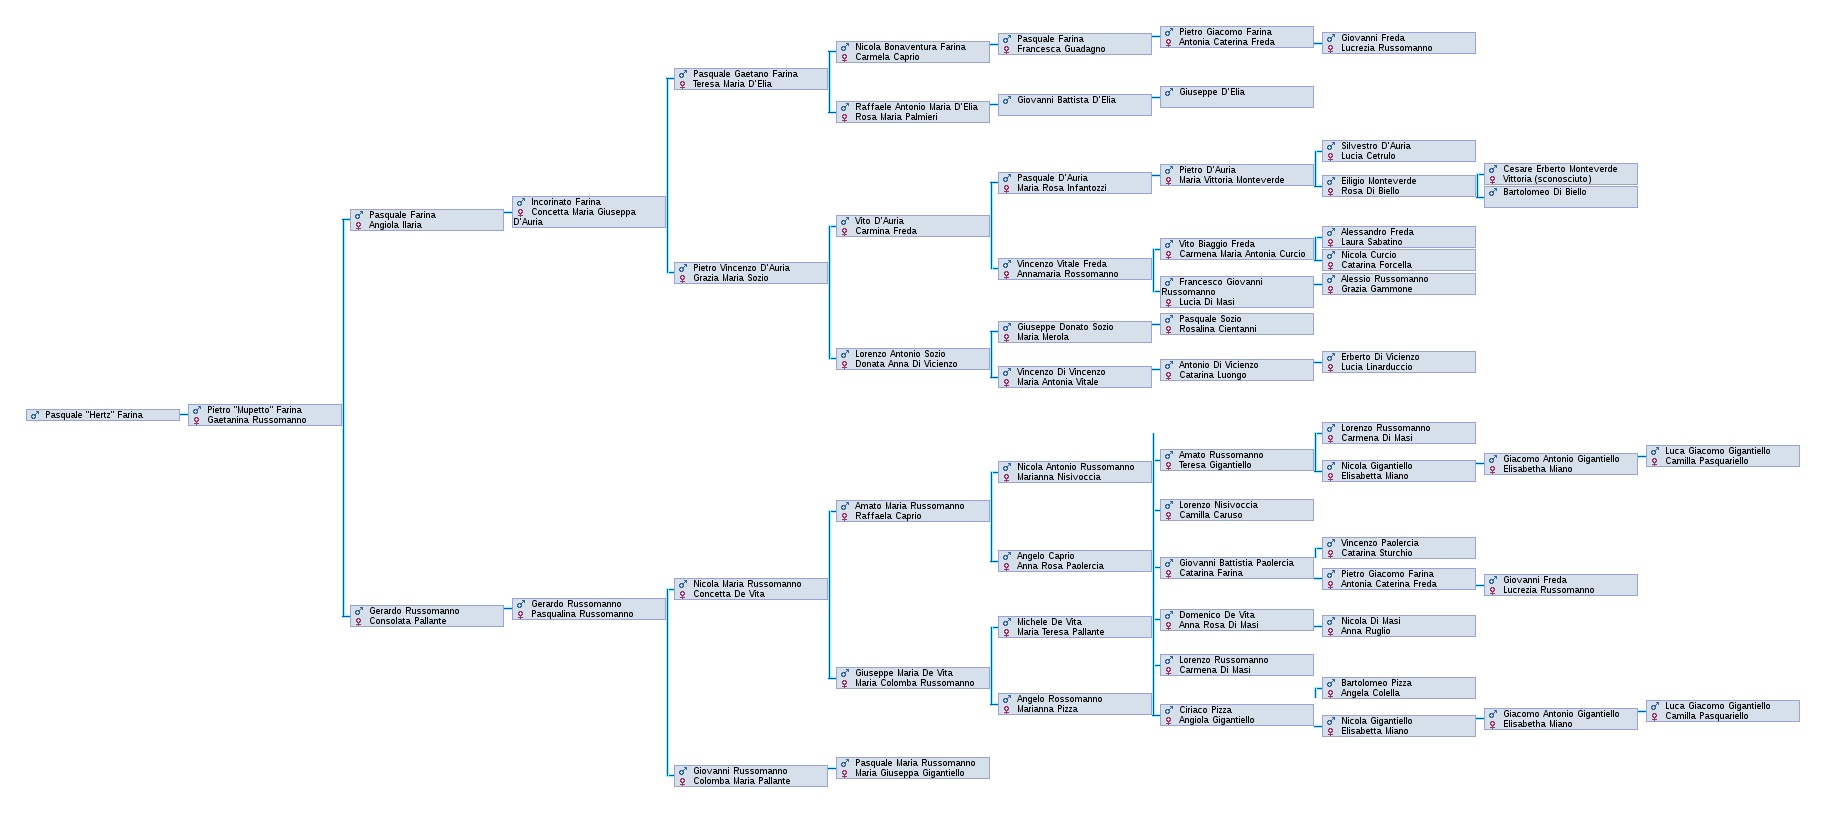 Pasquale "Hertz" Farina
Pietro "Mupetto" Farina
Gaetanina Russomanno
Pasquale Farina
Angiola Ilaria
Gerardo Russomanno
Consolata Pallante
Incorinato Farina
Concetta Maria Giuseppa
D'Auria
Gerardo Russomanno
Pasqualina Russomanno
Pasquale Gaetano Farina
Teresa Maria D'Elia
Pietro Vincenzo D'Auria
Grazia Maria Sozio
Nicola Maria Russomanno
Concetta De Vita
Giovanni Russomanno
Colomba Maria Pallante
Nicola Bonaventura Farina
Carmela Caprio
Raffaele Antonio Maria D'Elia
Rosa Maria Palmieri
Vito D'Auria
Carmina Freda
Lorenzo Antonio Sozio
Donata Anna Di Vicienzo
Amato Maria Russomanno
Raffaela Caprio
Giuseppe Maria De Vita
Maria Colomba Russomanno
Pasquale Maria Russomanno
Maria Giuseppa Gigantiello
Pasquale Farina
Francesca Guadagno
Giovanni Battista D'Elia
Pasquale D'Auria
Maria Rosa Infantozzi
Vincenzo Vitale Freda
Annamaria Rossomanno
Giuseppe Donato Sozio
Maria Merola
Vincenzo Di Vincenzo
Maria Antonia Vitale
Nicola Antonio Russomanno
Marianna Nisivoccia
Angelo Caprio
Anna Rosa Paolercia
Michele De Vita
Maria Teresa Pallante
Angelo Rossomanno
Marianna Pizza
Pietro Giacomo Farina
Antonia Caterina Freda
Giuseppe D'Elia
Pietro D'Auria
Maria Vittoria Monteverde
Vito Biaggio Freda
Carmena Maria Antonia Curcio
Francesco Giovanni
Russomanno
Lucia Di Masi
Pasquale Sozio
Rosalina Cientanni
Antonio Di Vicienzo
Catarina Luongo
Amato Russomanno
Teresa Gigantiello
Lorenzo Nisivoccia
Camilla Caruso
Giovanni Battistia Paolercia
Catarina Farina
Domenico De Vita
Anna Rosa Di Masi
Lorenzo Russomanno
Carmena Di Masi
Ciriaco Pizza
Angiola Gigantiello
Giovanni Freda
Lucrezia Russomanno
Silvestro D'Auria
Lucia Cetrulo
Eiligio Monteverde
Rosa Di Biello
Alessandro Freda
Laura Sabatino
Nicola Curcio
Catarina Forcella
Alessio Russomanno
Grazia Gammone
Erberto Di Vicienzo
Lucia Linarduccio
Lorenzo Russomanno
Carmena Di Masi
Nicola Gigantiello
Elisabetta Miano
Vincenzo Paolercia
Catarina Sturchio
Pietro Giacomo Farina
Antonia Caterina Freda
Nicola Di Masi
Anna Ruglio
Bartolomeo Pizza
Angela Colella
Nicola Gigantiello
Elisabetta Miano
Cesare Erberto Monteverde
Vittoria (sconosciuto)
Bartolomeo Di Biello
Giacomo Antonio Gigantiello
Elisabetha Miano
Giovanni Freda
Lucrezia Russomanno
Giacomo Antonio Gigantiello
Elisabetha Miano
Luca Giacomo Gigantiello
Camilla Pasquariello
Luca Giacomo Gigantiello
Camilla Pasquariello